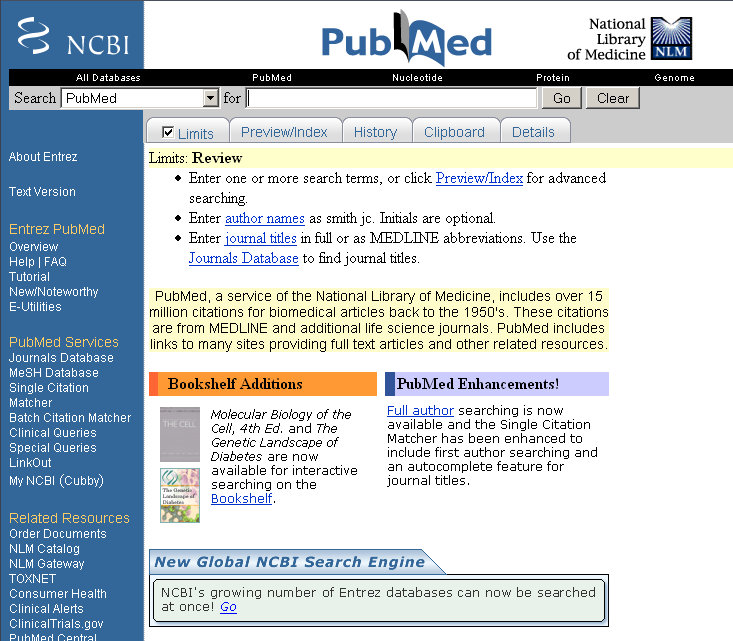 NCBI
PubMed
National
Library
of Medicine
NLM
All Databases PubMed Nucleotide Protein Genome
Search PubMed for Go Clear
Limits Preview/Index History Clipboard Details
About Entrez
Text Version
Entrez PubMed
Overview
Help | FAQ
Tutorial
New/Noteworthy
E-Utilities
PubMed Services
Journals Database
MeSH Database
Single Citation
Matcher
Batch Citation Matcher
Clinical Queries
Special Queries
LinkOut
My NCBI (Cubby)
Related Resources
Order Documents
NLM Catalog
NLM Gateway
TOXNET
Consumer Health
Clinical Alerts
ClinicalTrials.gov
PubMed Central
Limits: Review
• Enter one or more search terms, or click Preview/Index for advanced
searching.
• Enter author names as smith jc. Initials are optional.
• Enter journal titles in full or as MEDLINE abbreviations. Use the
Journals Database to find journal titles.
PubMed, a service of the National Library of Medicine, includes over 15
million citations for biomedical articles back to the 1950's. These citations
are from MEDLINE and additional life science journals. PubMed includes
links to many sites providing full text articles and other related resources.
Bookshelf Additions
THE CELL
The Genetic
Landscape of
Diabetes
Molecular Biology of the
Cell, 4th Ed. and The
Genetic Landscape of
Diabetes are now
available for interactive
searching on the
Bookshelf.
PubMed Enhancements!
Full author searching is now
available and the Single Citation
Matcher has been enhanced to
include first author searching and
an autocomplete feature for
journal titles.
New Global NCBI Search Engine
NCBI's growing number of Entrez databases can now be searched
at once! Go